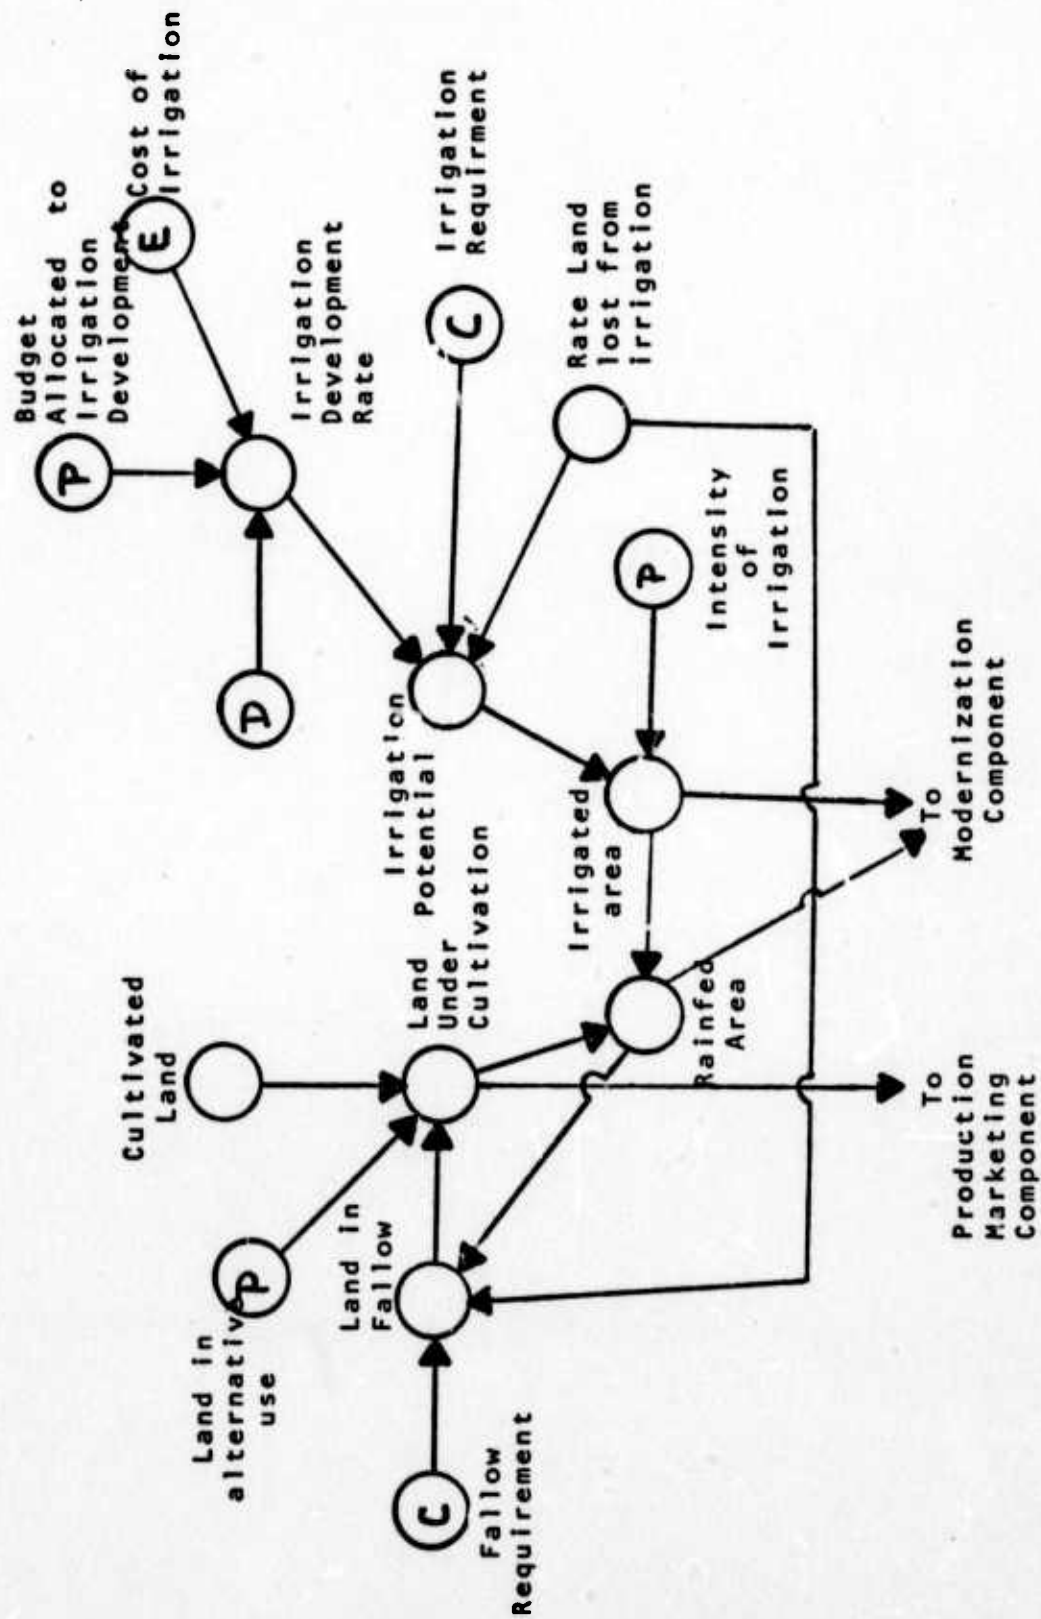 Fallow
Requirement
C
Land in
alternative
use
P
Land in
Fallow
Cultivated
Land
Land
Under
Cultivation
Rainfed
Area
To
Production
Marketing
Component
Irrigation
Potential
Irrigated
area
To
Modernization
Component
D
P
Budget
Allocated to
Irrigation
Development
E
Cost of
Irrigation
Irrigation
Development
Rate
C
Irrigation
Requirment
Rate Land
lost from
irrigation
P
Intensity
of
Irrigation